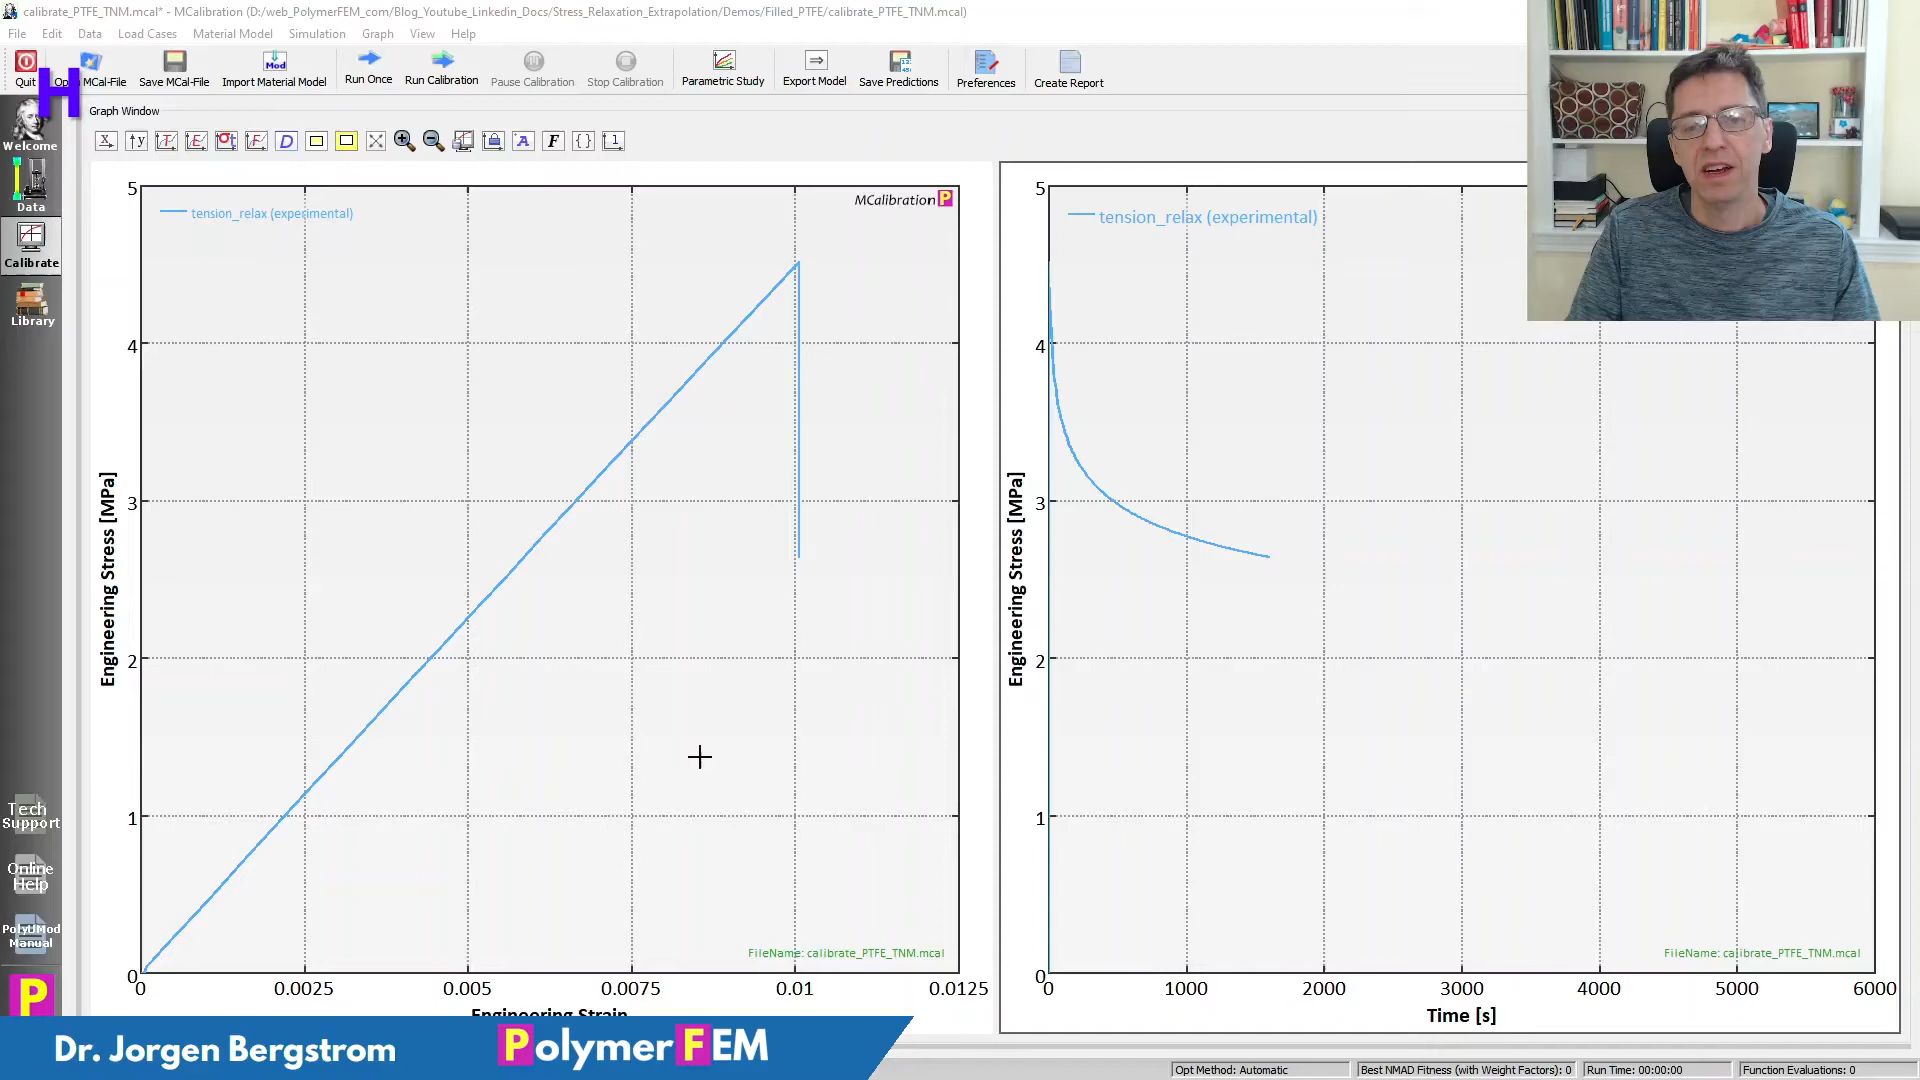 calibrate_PTFE_TNM.mcal* - MCalibration (D:/web_PolymerFEM_com/Blog_Youtube_Linkedin_Docs/Stress_Relaxation_Extrapolation/Demos/Filled_PTFE/calibrate_PTFE_TNM.mcal)
File Edit Data Load Cases Material Model Simulation Graph View Help
Quit MCal-File Save MCal-File Import Material Model Run Once Run Calibration Pause Calibration Stop Calibration Parametric Study Export Model Save Predictions Preferences Create Report
H
Welcome
Data
Calibrate
Library
Tech
Support
Online
Help
PolyUMod
Manual
P
Graph Window
tension_relax (experimental)
MCalibration P
5
4
3
2
1
0
Engineering Stress [MPa]
0 0.0025 0.005 0.0075 0.01 0.0125
Engineering Strain
FileName: calibrate_PTFE_TNM.mcal
tension_relax (experimental)
5
4
3
2
1
0
Engineering Stress [MPa]
0 1000 2000 3000 4000 5000 6000
Time [s]
FileName: calibrate_PTFE_TNM.mcal
Dr. Jorgen Bergstrom
PolymerFEM
Opt Method: Automatic
Best NMAD Fitness (with Weight Factors): 0
Run Time: 00:00:00
Function Evaluations: 0